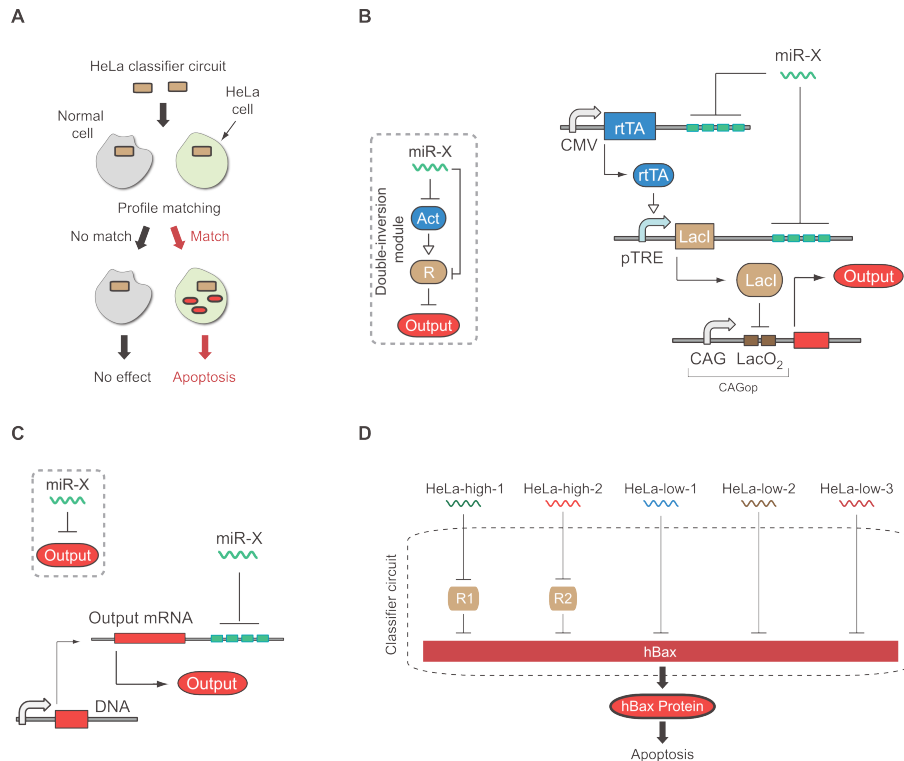 A
HeLa classifier circuit
Normal
cell
HeLa
cell
Profile matching
No match
Match
No effect
Apoptosis
B
Double-inversion
module
miR-X
Act
R
Output
miR-X
rtTA
CMV
rtTA
LacI
pTRE
LacI
Output
CAG
LacO2
CAGop
C
miR-X
Output
miR-X
Output mRNA
Output
DNA
D
HeLa-high-1
HeLa-high-2
HeLa-low-1
HeLa-low-2
HeLa-low-3
Classifier circuit
R1
R2
hBax
hBax Protein
Apoptosis